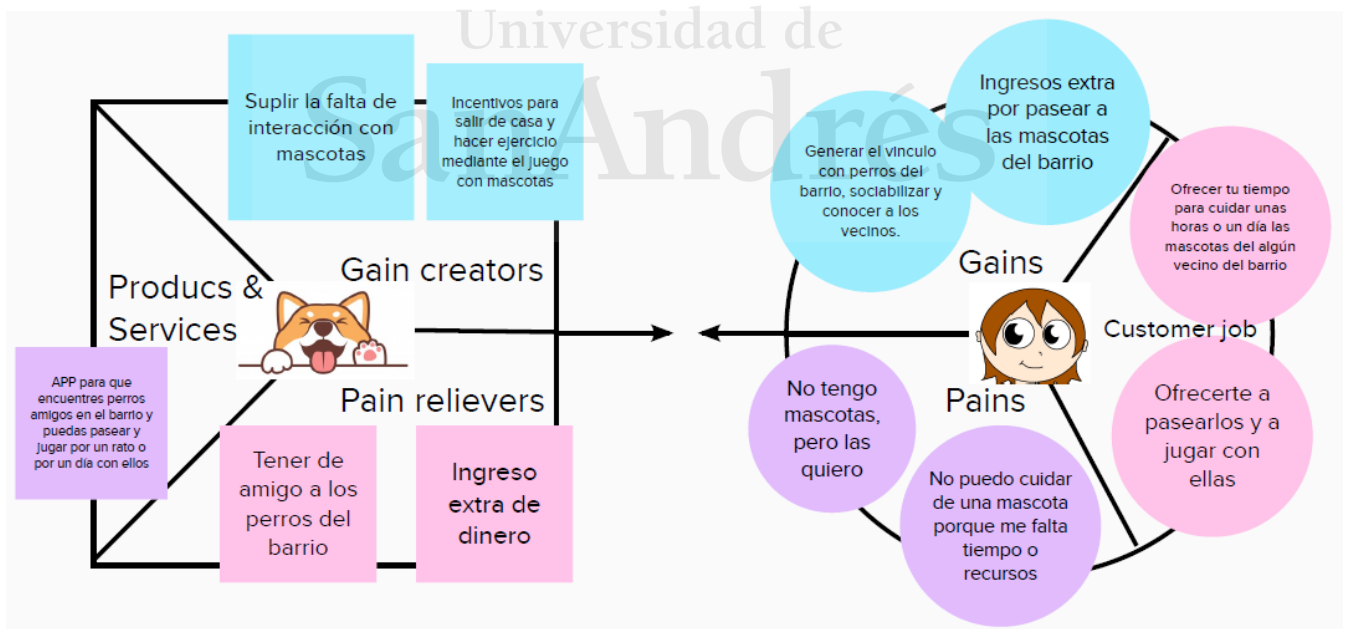 Universidad de
SanAndrés
Suplir la falta de
interacción con
mascotas
Incentivos para
salir de casa y
hacer ejercicio
mediante el juego
con mascotas
Gain creators
Producs &
Services
APP para que
encuentres perros
amigos en el barrio y
puedas pasear y
jugar por un rato o
por un día con ellos
Pain relievers
Tener de
amigo a los
perros del
barrio
Ingreso
extra de
dinero
Generar el vinculo
con perros del
barrio, sociabilizar y
conocer a los
vecinos.
Ingresos extra
por pasear a
las mascotas
del barrio
Gains
Ofrecer tu tiempo
para cuidar unas
horas o un día las
mascotas del algún
vecino del barrio
Customer job
Ofrecerte a
pasearlos y a
jugar con
ellas
Pains
No tengo
mascotas,
pero las
quiero
No puedo cuidar
de una mascota
porque me falta
tiempo o
recursos